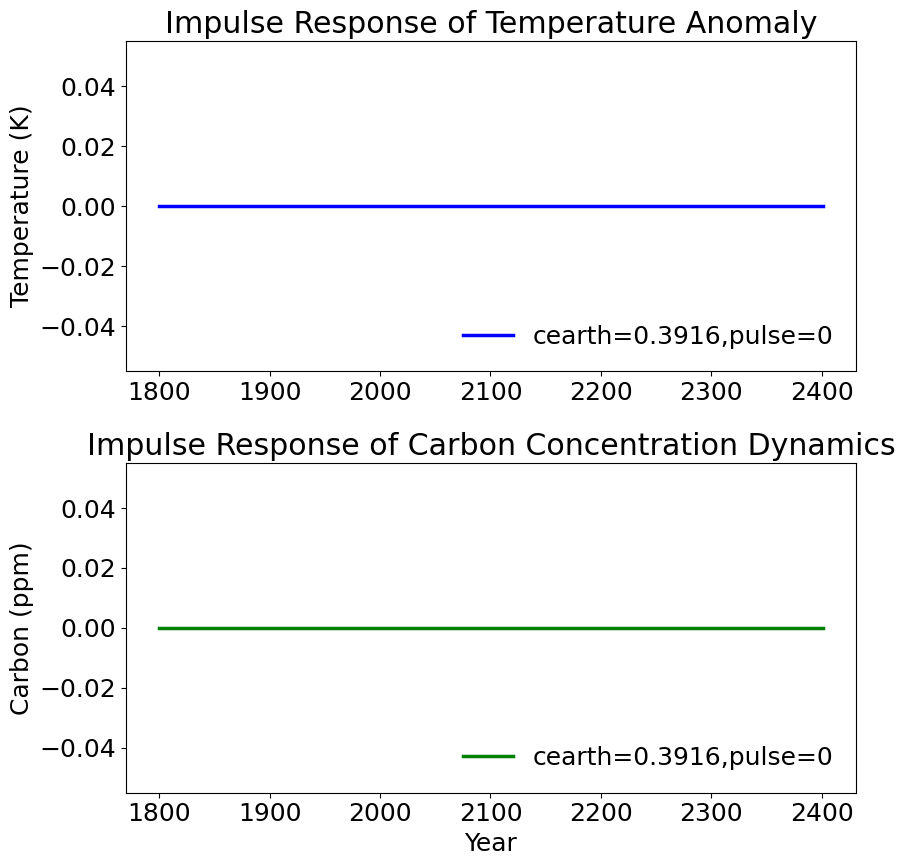 Impulse Response of Temperature Anomaly
Temperature (K)
0.04
0.02
0.00
−0.02
−0.04
cearth=0.3916,pulse=0
1800 1900 2000 2100 2200 2300 2400
Impulse Response of Carbon Concentration Dynamics
Carbon (ppm)
0.04
0.02
0.00
−0.02
−0.04
cearth=0.3916,pulse=0
1800 1900 2000 2100 2200 2300 2400
Year